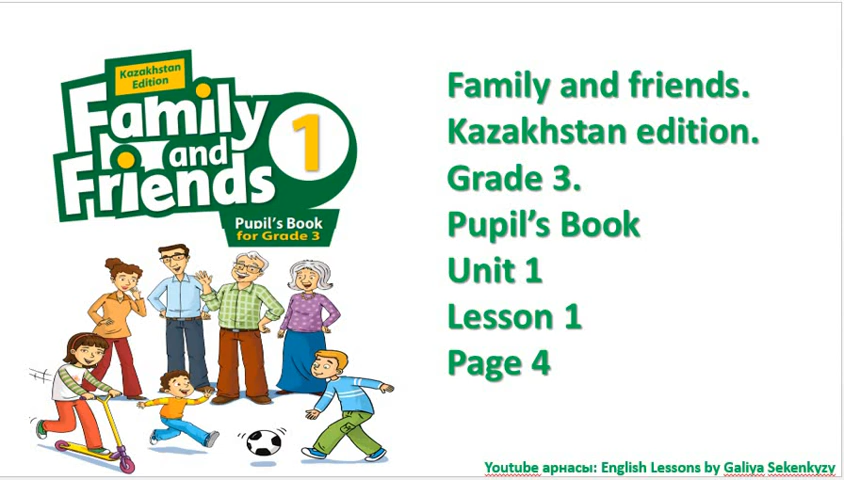 Kazakhstan
Edition
Family
and
Friends
1
Pupil's Book
for Grade 3
Family and friends.
Kazakhstan edition.
Grade 3.
Pupil's Book
Unit 1
Lesson 1
Page 4
Youtube арнасы: English Lessons by Galiya Sekenkyzy